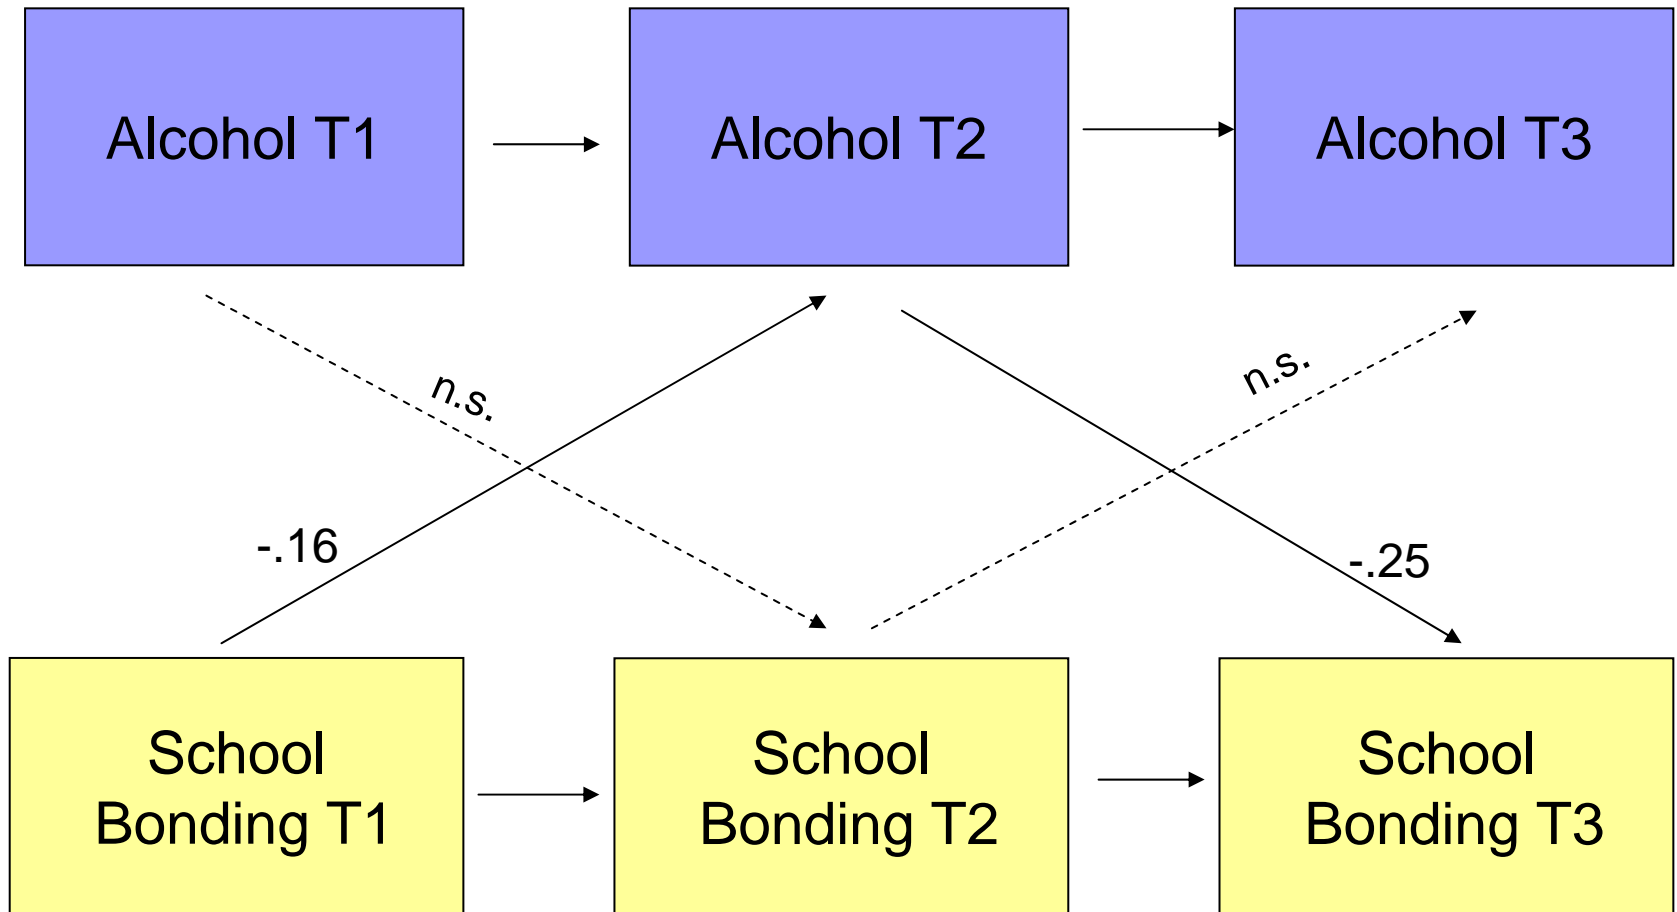 Alcohol T1
Alcohol T2
Alcohol T3
n.s.
n.s.
-.16
-.25
School
Bonding T1
School
Bonding T2
School
Bonding T3